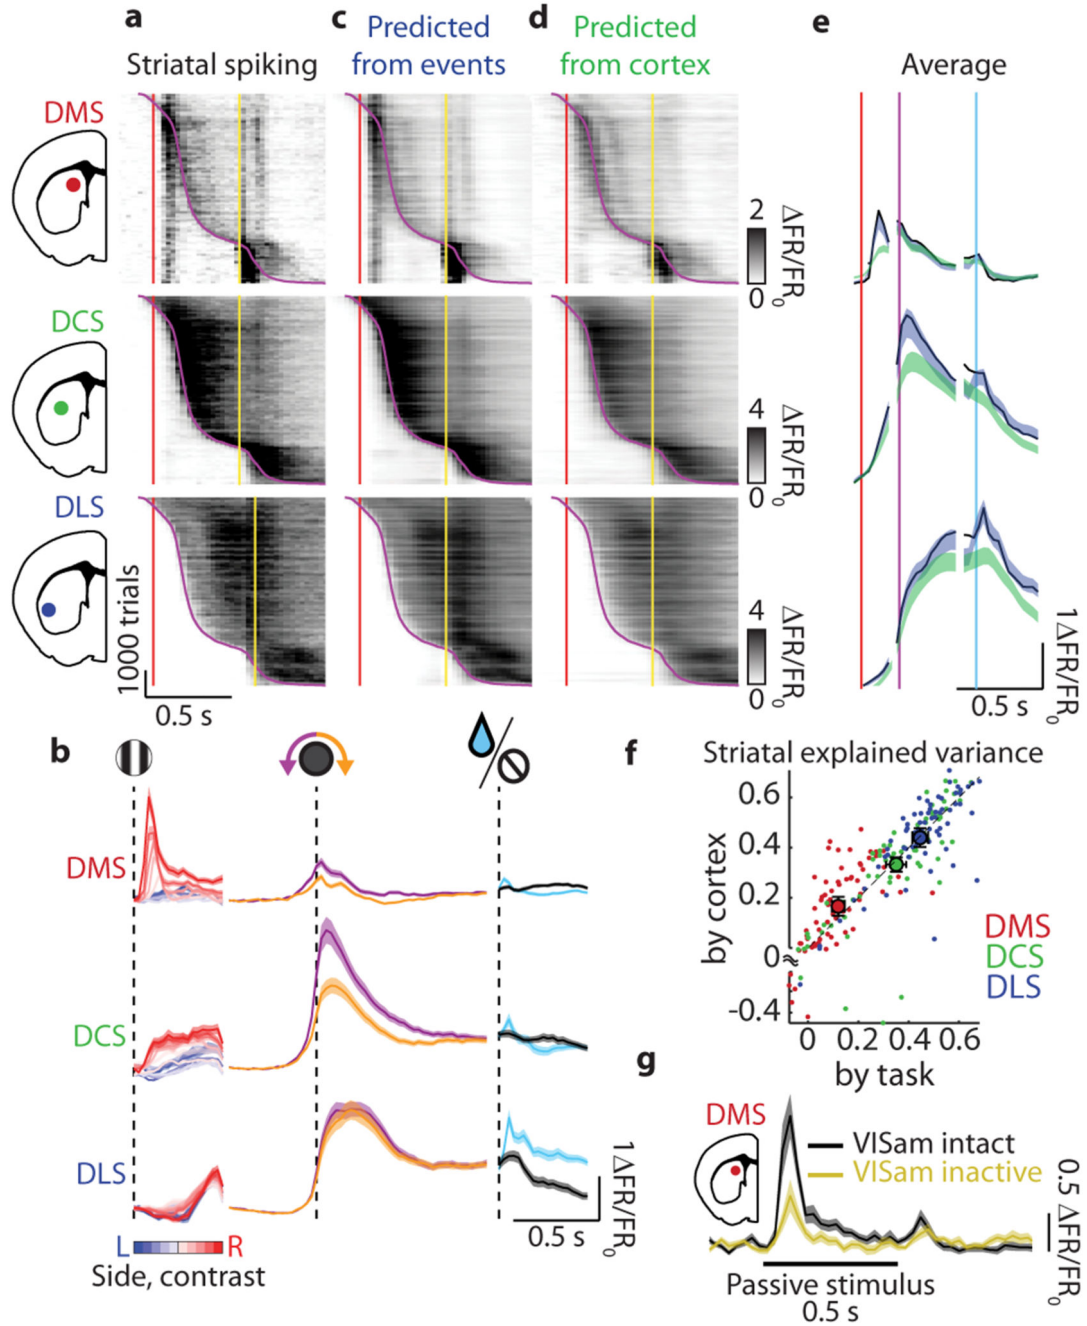 a
Striatal spiking
c
Predicted
from events
d
Predicted
from cortex
e
Average
DMS
2
0
ΔFR/FR0
DCS
4
0
ΔFR/FR0
DLS
4
0
ΔFR/FR0
1000 trials
0.5 s
1ΔFR/FR0
0.5 s
b
DMS
DCS
DLS
L
R
Side, contrast
1ΔFR/FR0
0.5 s
f
Striatal explained variance
by cortex
0.6
0.4
0.2
0
-0.4
0 0.2 0.4 0.6
by task
DMS
DCS
DLS
g
DMS
VISam intact
VISam inactive
0.5 ΔFR/FR0
Passive stimulus
0.5 s